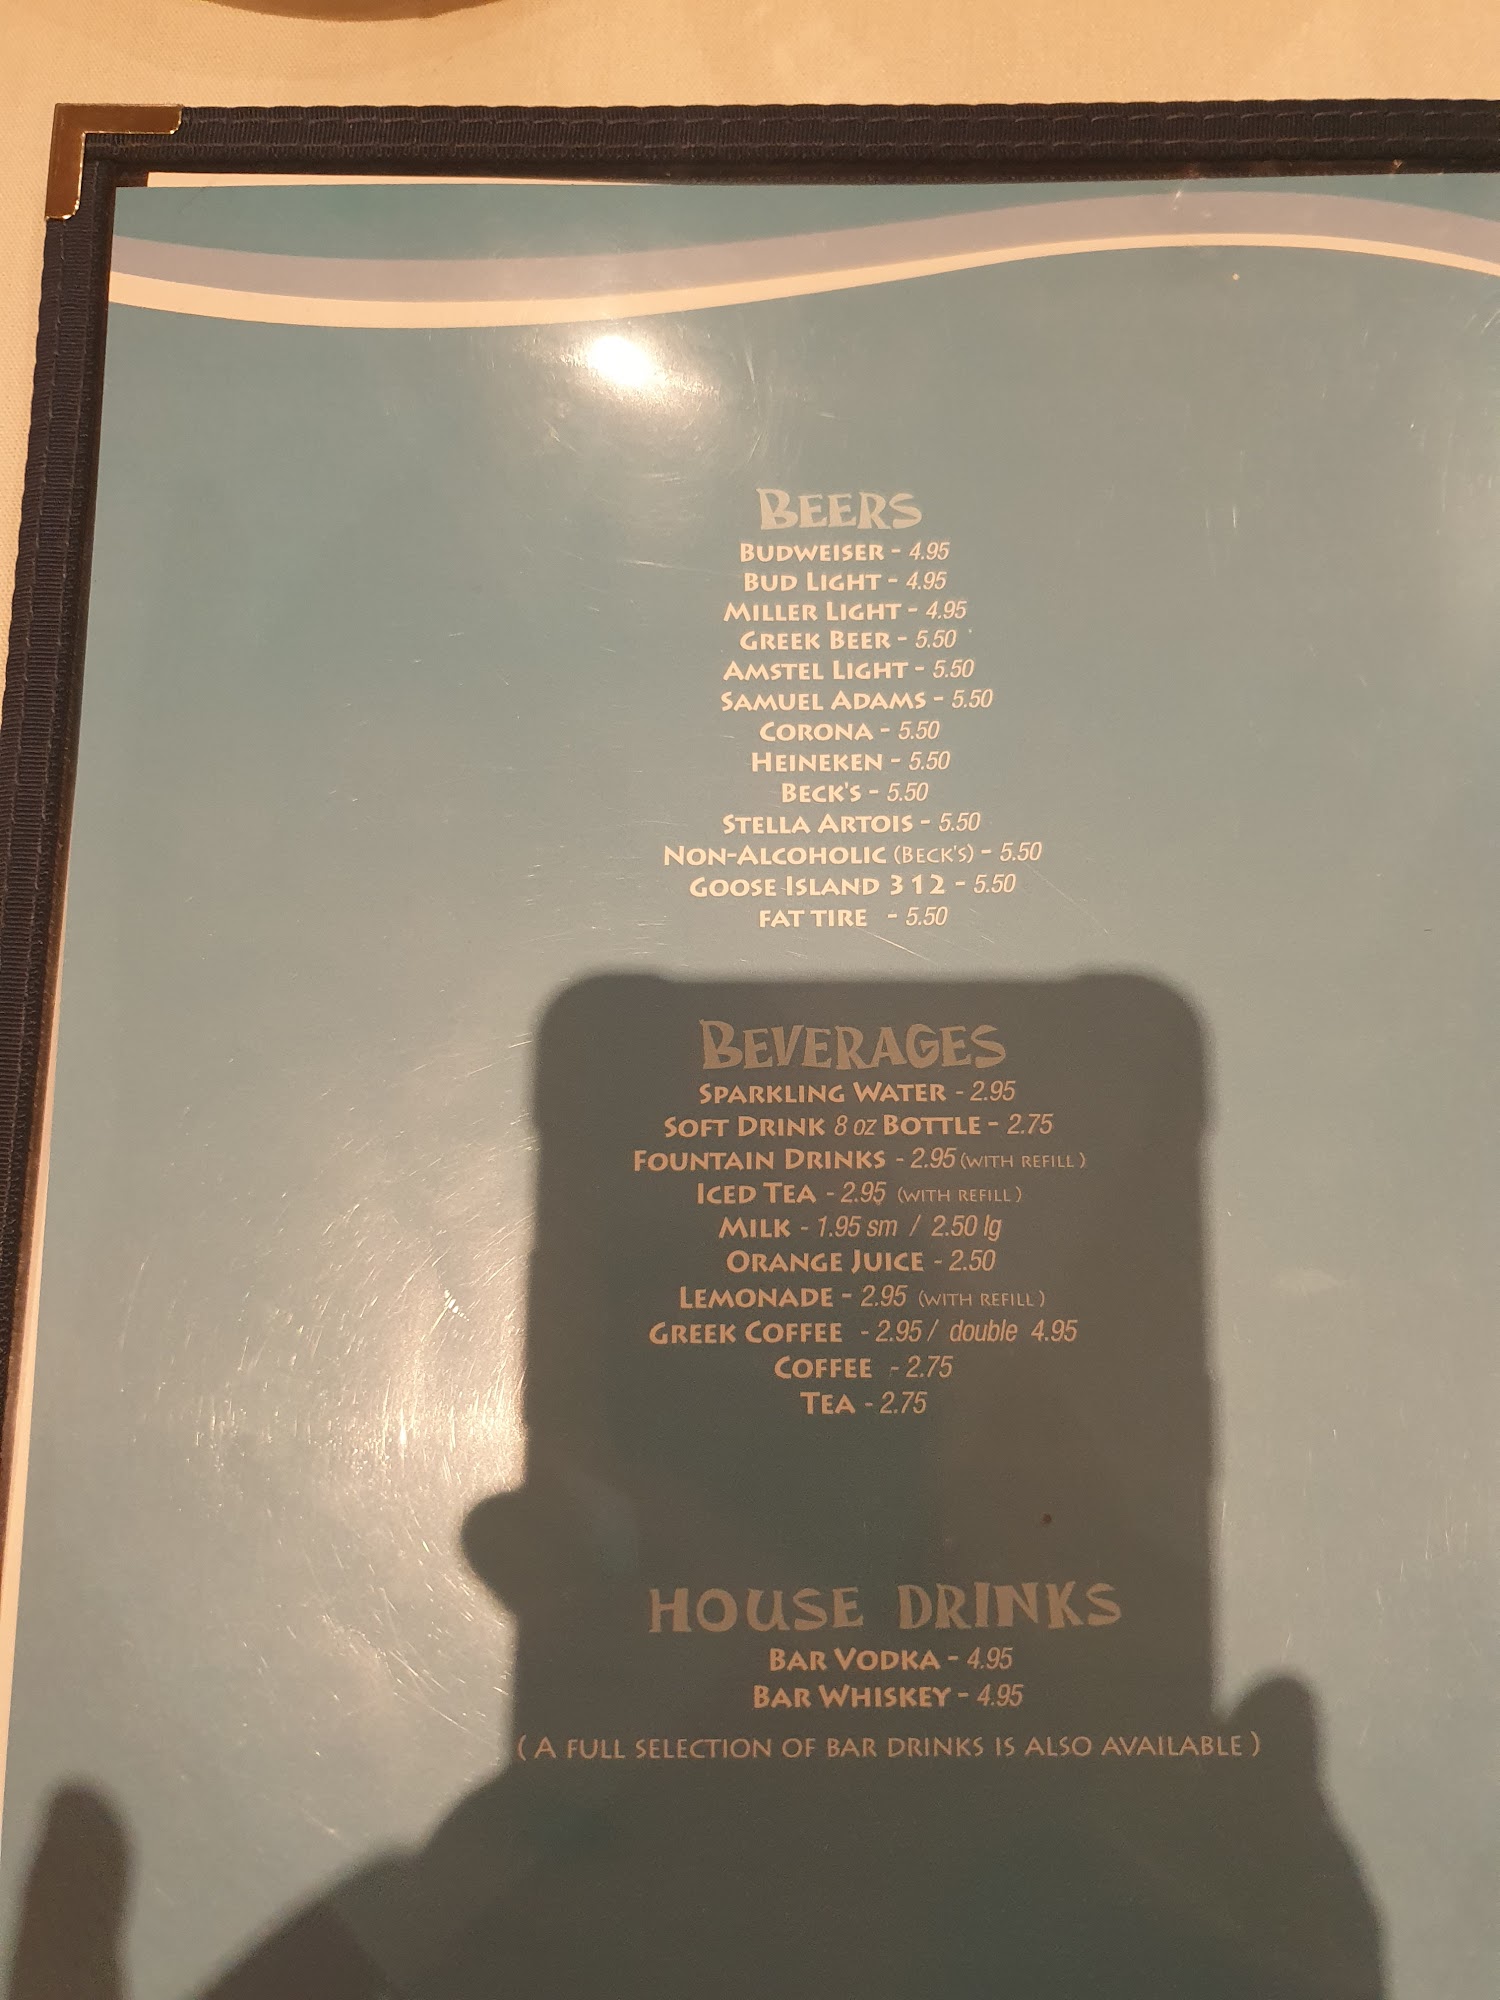 BEERS
BUDWEISER - 4.95
BUD LIGHT - 4.95
MILLER LIGHT - 4.95
GREEK BEER - 5.50
AMSTEL LIGHT - 5.50
SAMUEL ADAMS - 5.50
CORONA - 5.50
HEINEKEN - 5.50
BECK'S - 5.50
STELLA ARTOIS - 5.50
NON-ALCOHOLIC (BECK'S) - 5.50
GOOSE ISLAND 312 - 5.50
FAT TIRE - 5.50
BEVERAGES
SPARKLING WATER - 2.95
SOFT DRINK 8 oz BOTTLE - 2.75
FOUNTAIN DRINKS - 2.95 (WITH REFILL)
ICED TEA - 2.95 (WITH REFILL)
MILK - 1.95 sm / 2.50 lg
ORANGE JUICE - 2.50
LEMONADE - 2.95 (WITH REFILL)
GREEK COFFEE - 2.95 / double 4.95
COFFEE - 2.75
TEA - 2.75
HOUSE DRINKS
BAR VODKA - 4.95
BAR WHISKEY - 4.95
(A FULL SELECTION OF BAR DRINKS IS ALSO AVAILABLE)